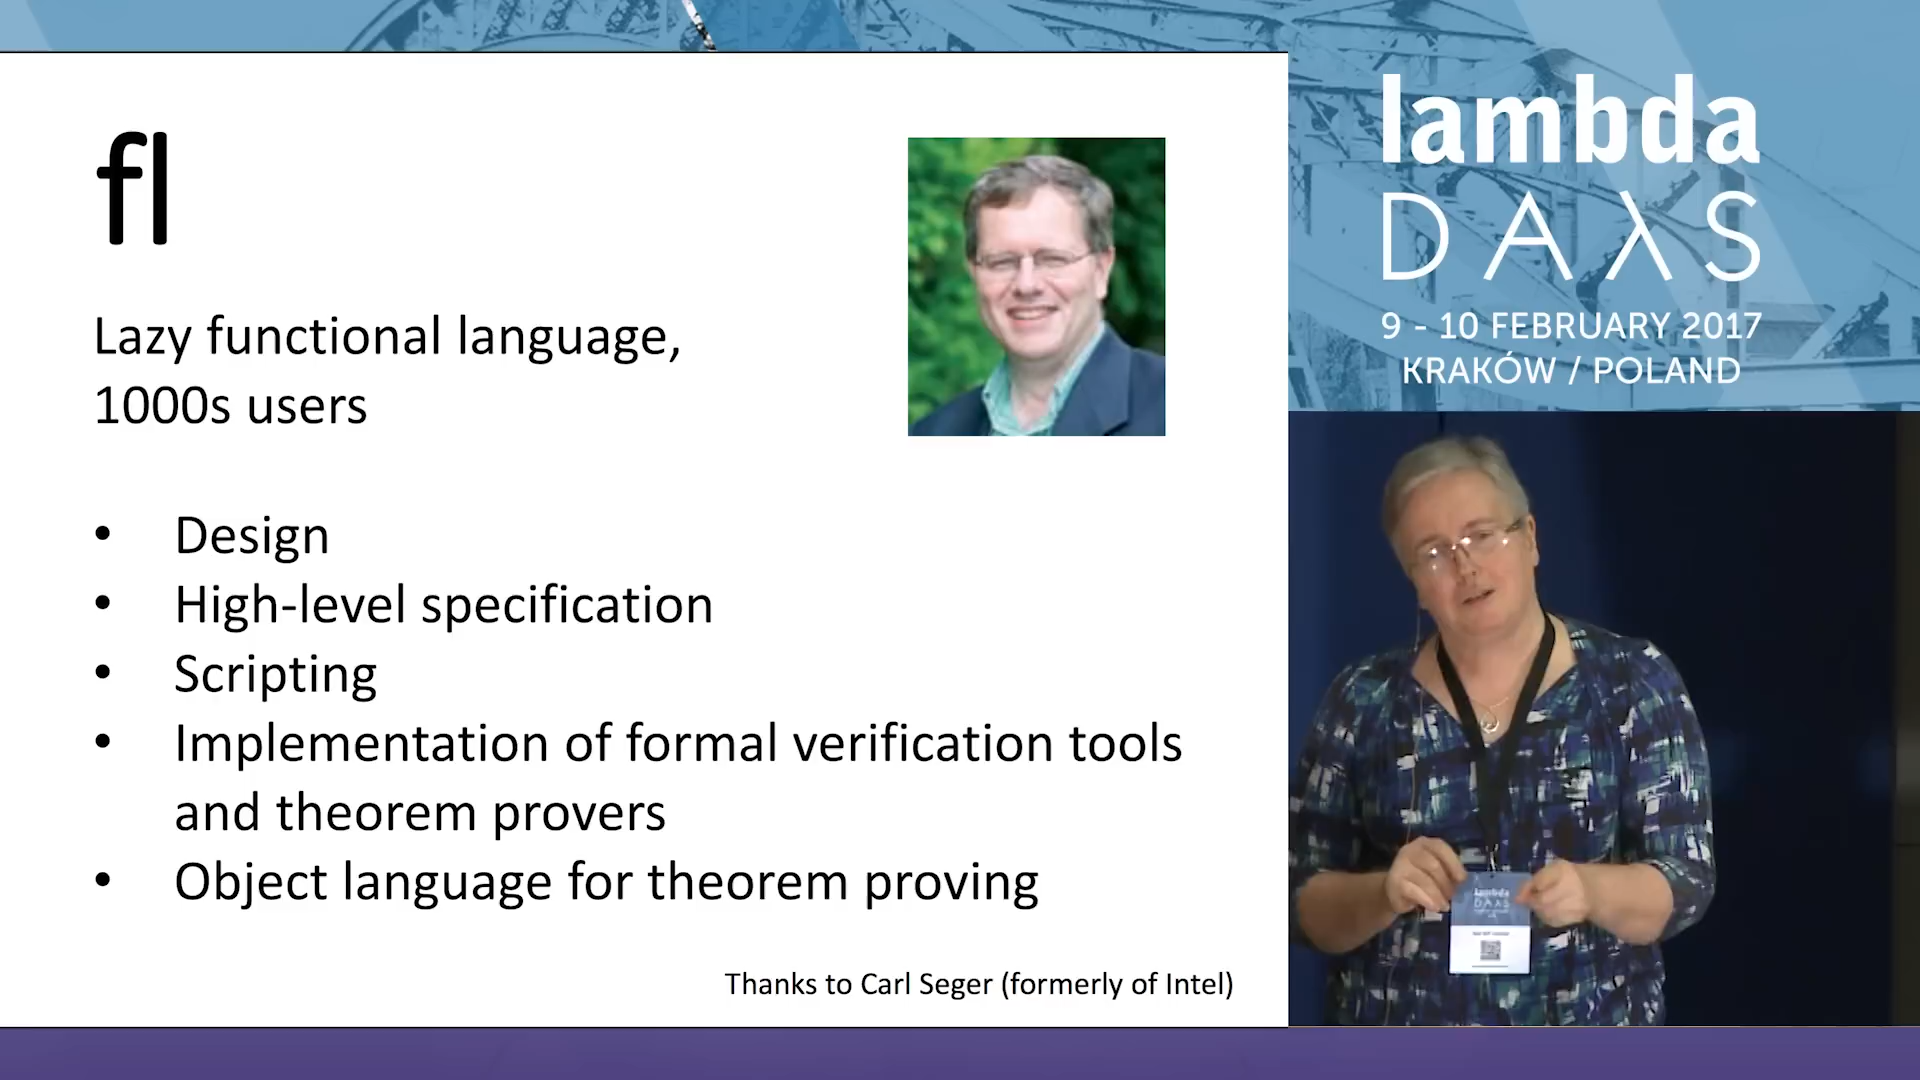 fl
Lazy functional language,
1000s users
• Design
• High-level specification
• Scripting
• Implementation of formal verification tools
and theorem provers
• Object language for theorem proving
Thanks to Carl Seger (formerly of Intel)
lambda
DAλS
9 - 10 FEBRUARY 2017
KRAKÓW / POLAND
lambda
DAλS